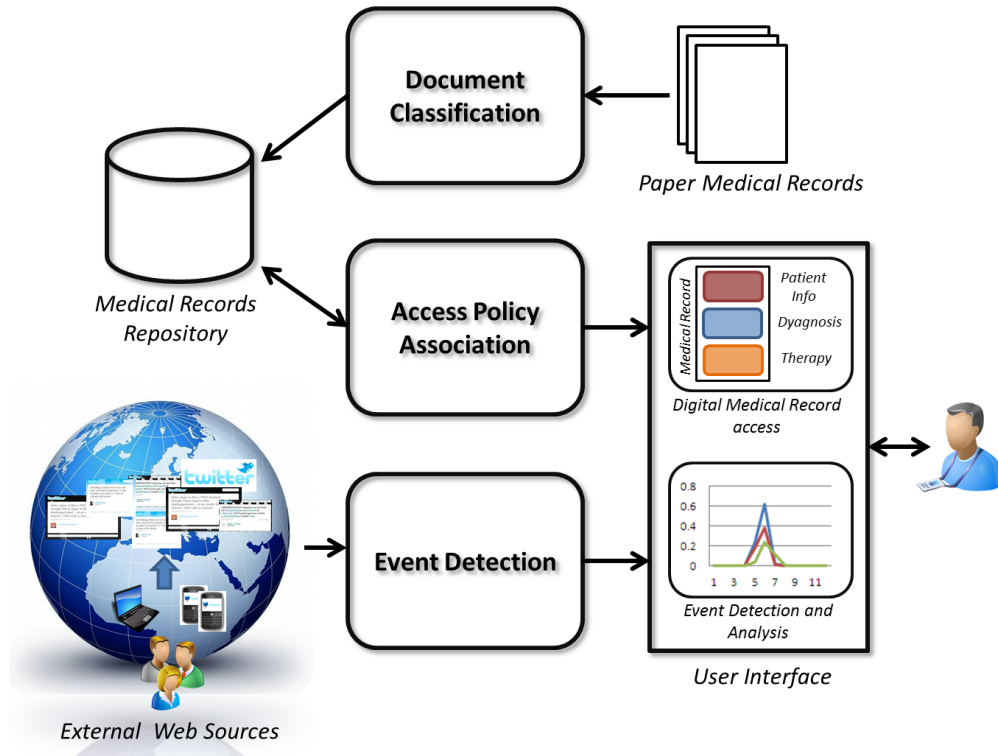 Document
Classification
Paper Medical Records
Medical Records
Repository
Access Policy
Association
Medical Record
Patient
Info
Dyagnosis
Therapy
Digital Medical Record
access
twitter
Event Detection
0.8
0.6
0.4
0.2
0
1 3 5 7 9 11
Event Detection and
Analysis
User Interface
External Web Sources